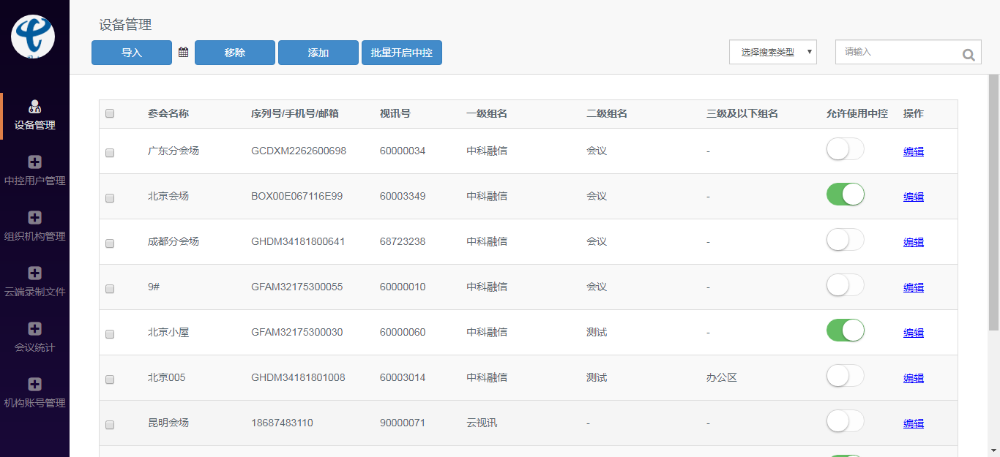 设备管理
导入 移除 添加 批量开启中控 选择搜索类型 请输入
设备管理
中控用户管理
组织机构管理
云端录制文件
会议统计
机构账号管理
参会名称 序列号/手机号/邮箱 视讯号 一级组名 二级组名 三级及以下组名 允许使用中控 操作
广东分会场 GCDXM2262600698 60000034 中科融信 会议 - 编辑
北京会场 BOX00E067116E99 60003349 中科融信 会议 - 编辑
成都分会场 GHDM34181800641 68723238 中科融信 会议 - 编辑
9# GFAM32175300055 60000010 中科融信 会议 - 编辑
北京小屋 GFAM32175300030 60000060 中科融信 测试 - 编辑
北京005 GHDM34181801008 60003014 中科融信 测试 办公区 编辑
昆明会场 18687483110 90000071 云视讯 - - 编辑